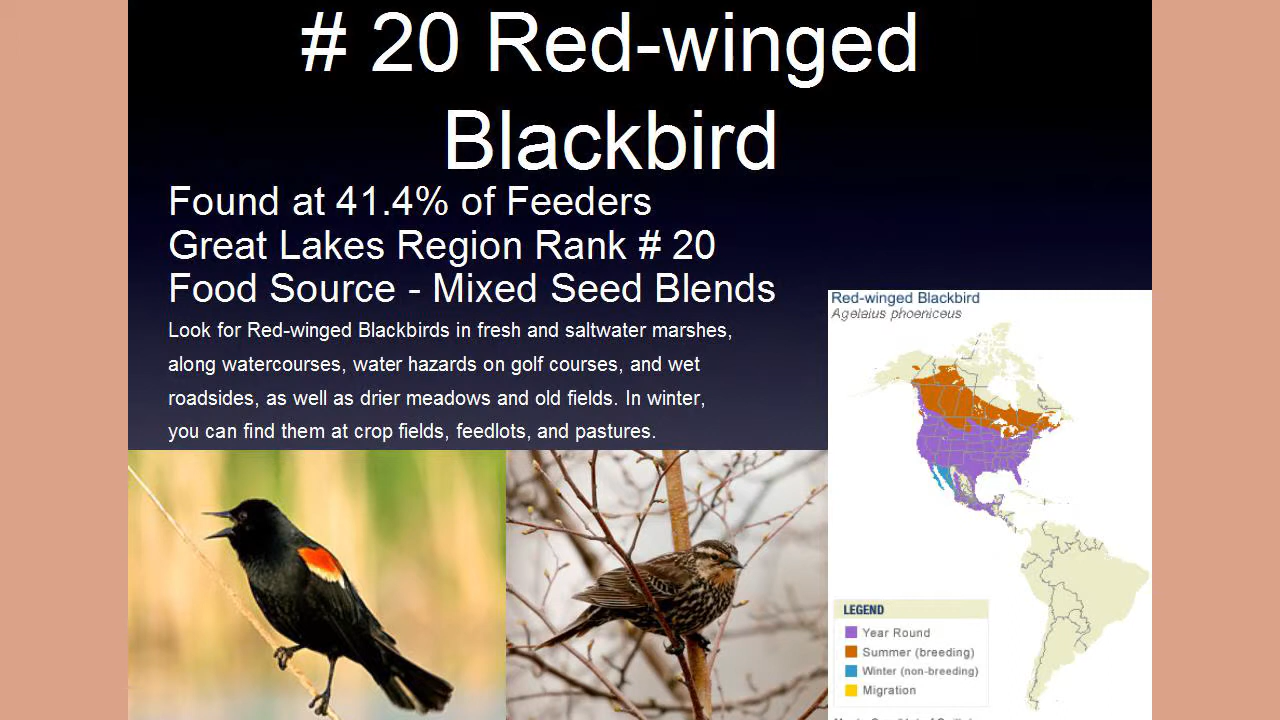 # 20 Red-winged
Blackbird
Found at 41.4% of Feeders
Great Lakes Region Rank # 20
Food Source - Mixed Seed Blends
Look for Red-winged Blackbirds in fresh and saltwater marshes,
along watercourses, water hazards on golf courses, and wet
roadsides, as well as drier meadows and old fields. In winter,
you can find them at crop fields, feedlots, and pastures.
Red-winged Blackbird
Agelaius phoeniceus
LEGEND
Year Round
Summer (breeding)
Winter (non-breeding)
Migration